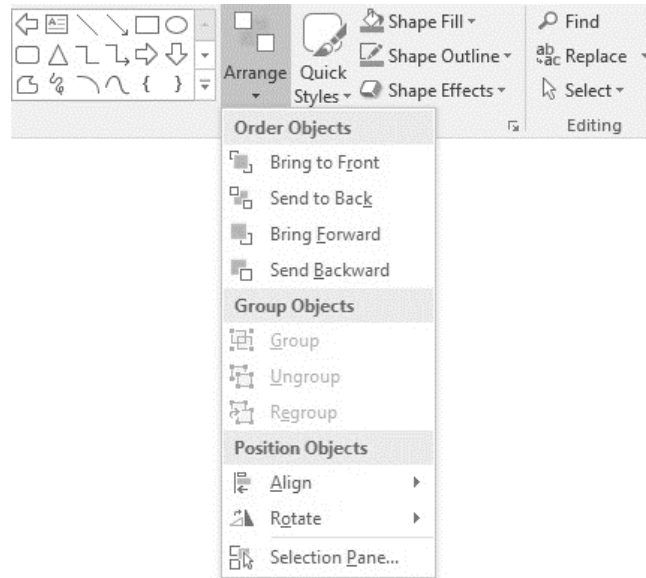 Shape Fill
Shape Outline
Shape Effects
Arrange
Quick
Styles
Find
Replace
Select
Editing
Order Objects
Bring to Front
Send to Back
Bring Forward
Send Backward
Group Objects
Group
Ungroup
Regroup
Position Objects
Align
Rotate
Selection Pane...